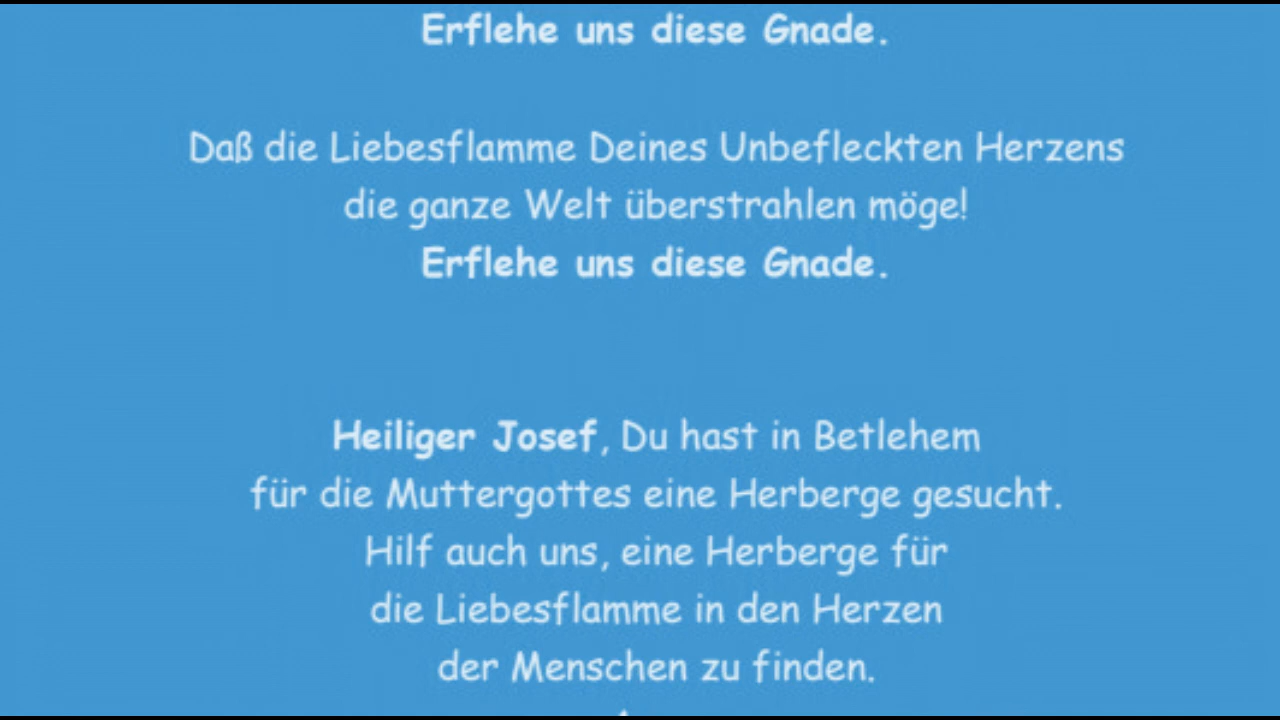 Erflehe uns diese Gnade.
Daß die Liebesflamme Deines Unbefleckten Herzens
die ganze Welt überstrahlen möge!
Erflehe uns diese Gnade.
Heiliger Josef, Du hast in Betlehem
für die Muttergottes eine Herberge gesucht.
Hilf auch uns, eine Herberge für
die Liebesflamme in den Herzen
der Menschen zu finden.